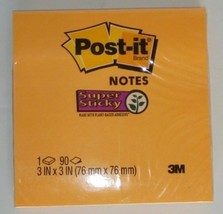 Post-it
Brand
NOTES
Super
Sticky
1 90
3 IN x 3 IN (76 mm x 76 mm)
3M